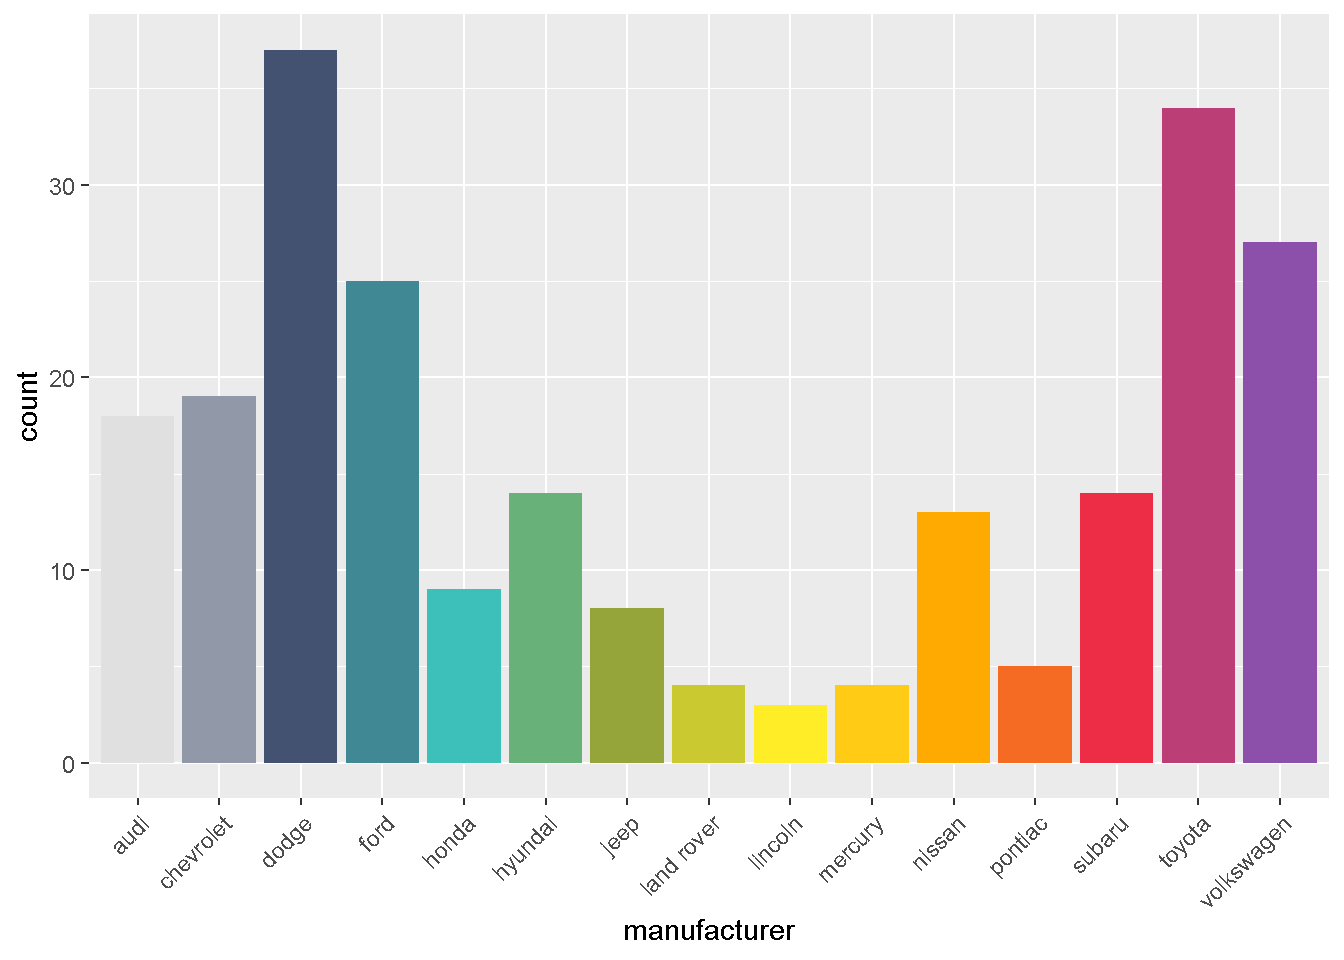 30
20
10
0
count
audi
chevrolet
dodge
ford
honda
hyundai
jeep
land rover
lincoln
mercury
nissan
pontiac
subaru
toyota
volkswagen
manufacturer